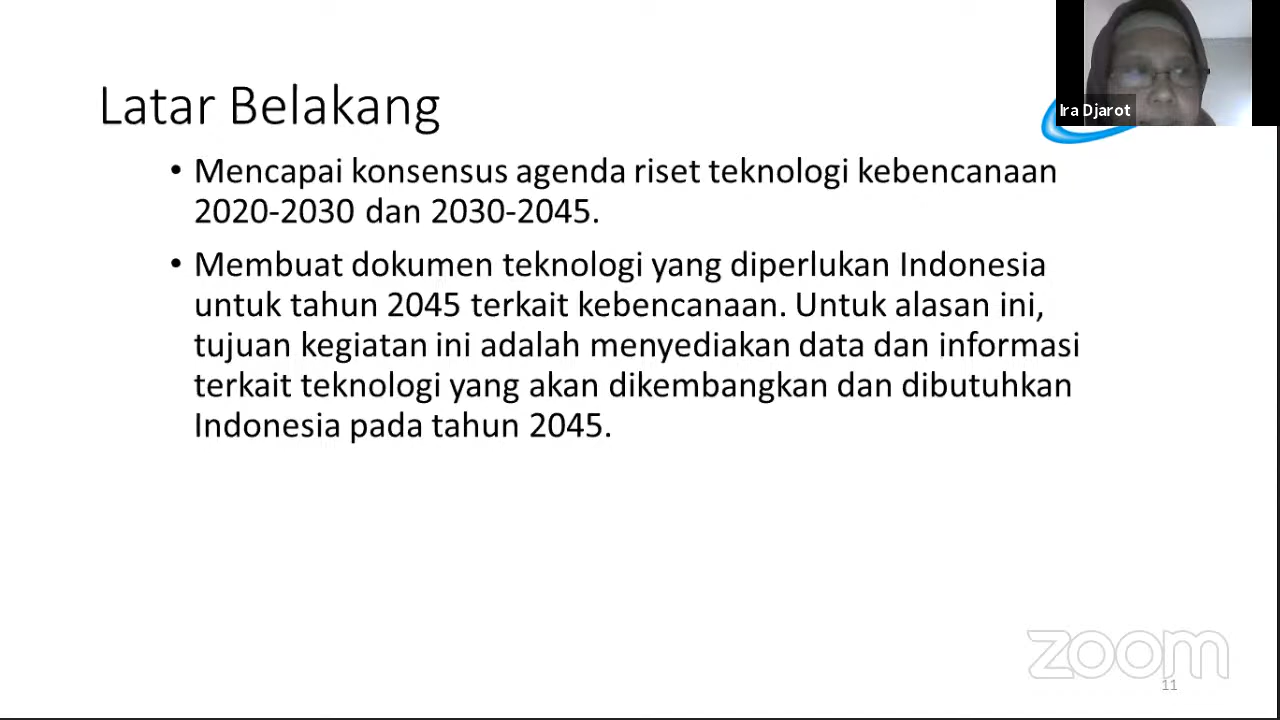 Latar Belakang
Ira Djarot
• Mencapai konsensus agenda riset teknologi kebencanaan
2020-2030 dan 2030-2045.
• Membuat dokumen teknologi yang diperlukan Indonesia
untuk tahun 2045 terkait kebencanaan. Untuk alasan ini,
tujuan kegiatan ini adalah menyediakan data dan informasi
terkait teknologi yang akan dikembangkan dan dibutuhkan
Indonesia pada tahun 2045.
zoom
11